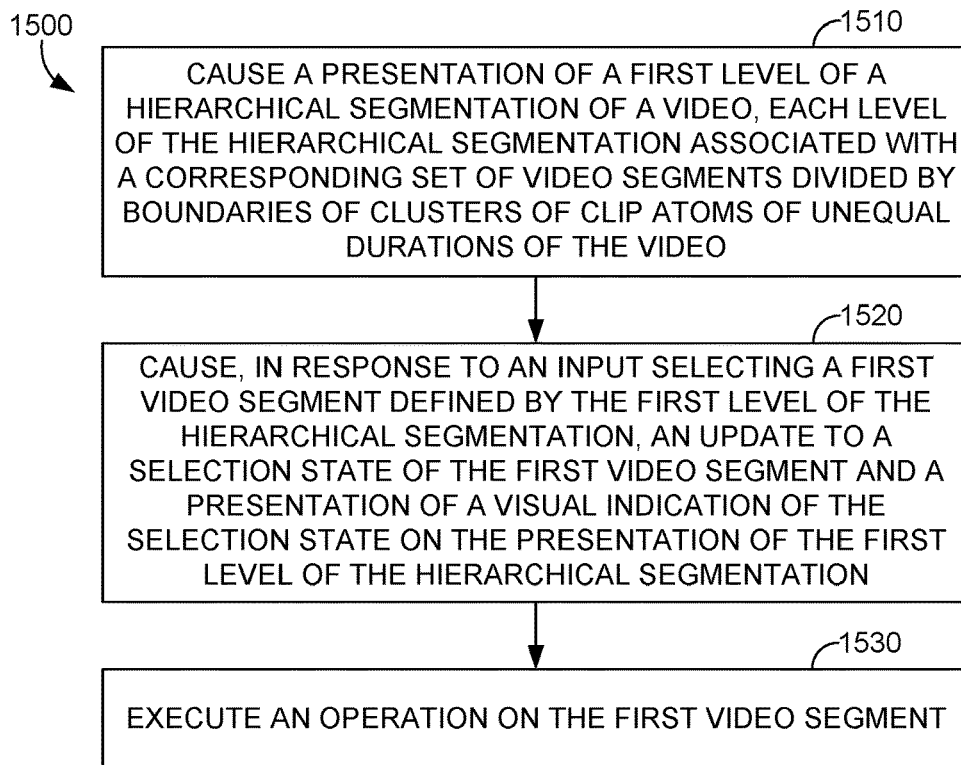 1500
1510
CAUSE A PRESENTATION OF A FIRST LEVEL OF A
HIERARCHICAL SEGMENTATION OF A VIDEO, EACH LEVEL
OF THE HIERARCHICAL SEGMENTATION ASSOCIATED WITH
A CORRESPONDING SET OF VIDEO SEGMENTS DIVIDED BY
BOUNDARIES OF CLUSTERS OF CLIP ATOMS OF UNEQUAL
DURATIONS OF THE VIDEO
1520
CAUSE, IN RESPONSE TO AN INPUT SELECTING A FIRST
VIDEO SEGMENT DEFINED BY THE FIRST LEVEL OF THE
HIERARCHICAL SEGMENTATION, AN UPDATE TO A
SELECTION STATE OF THE FIRST VIDEO SEGMENT AND A
PRESENTATION OF A VISUAL INDICATION OF THE
SELECTION STATE ON THE PRESENTATION OF THE FIRST
LEVEL OF THE HIERARCHICAL SEGMENTATION
1530
EXECUTE AN OPERATION ON THE FIRST VIDEO SEGMENT